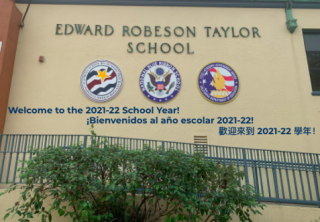 EDWARD ROBESON TAYLOR
SCHOOL
Welcome to the 2021-22 School Year!
¡Bienvenidos al año escolar 2021-22!
歡迎來到 2021-22 學年!